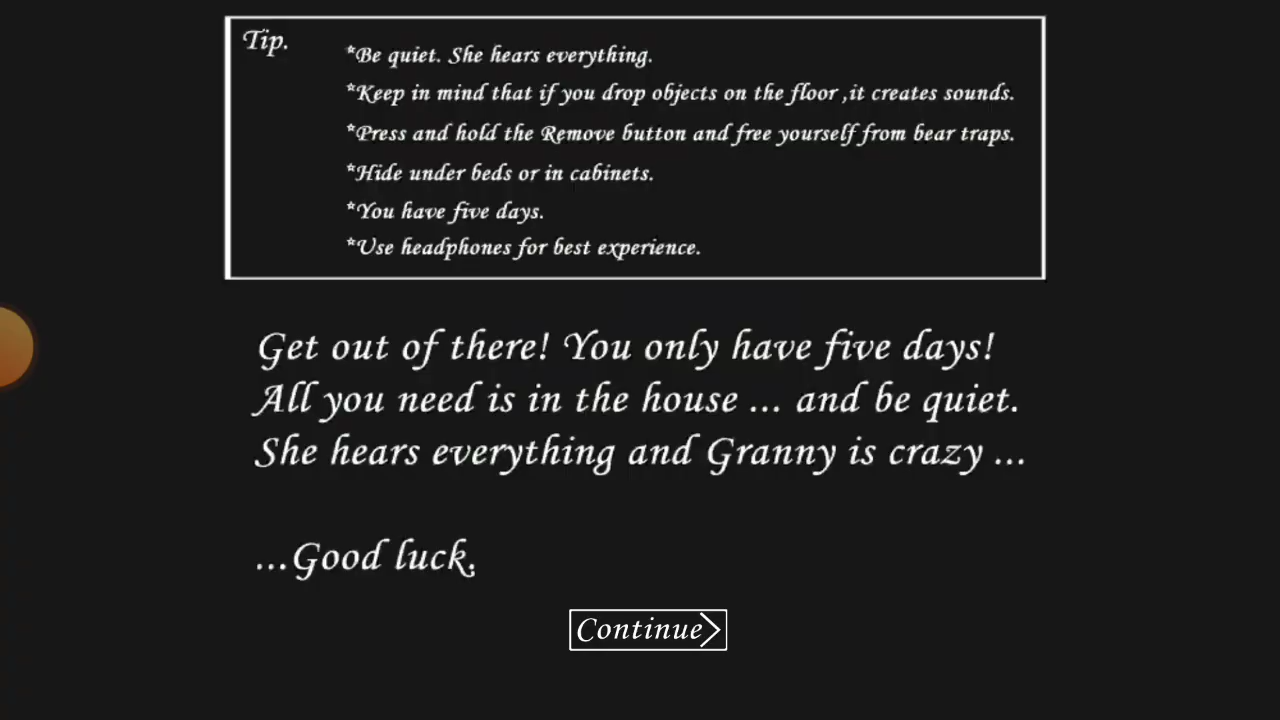 Tip.
*Be quiet. She hears everything.
*Keep in mind that if you drop objects on the floor ,it creates sounds.
*Press and hold the Remove button and free yourself from bear traps.
*Hide under beds or in cabinets.
*You have five days.
*Use headphones for best experience.
Get out of there! You only have five days!
All you need is in the house ... and be quiet.
She hears everything and Granny is crazy ...
...Good luck.
Continue